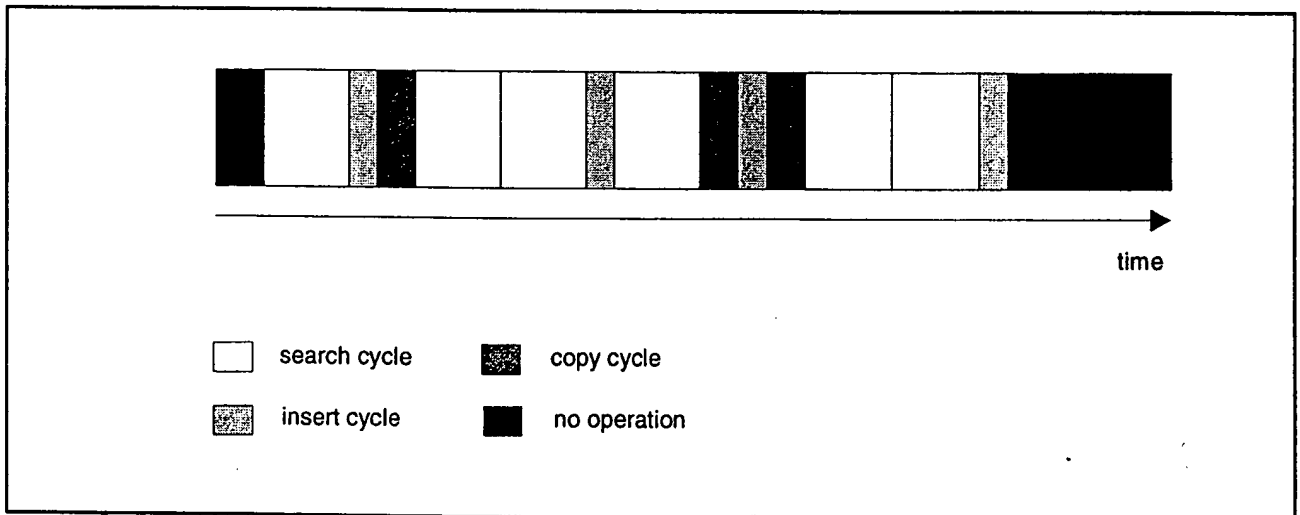 time
search cycle
copy cycle
insert cycle
no operation